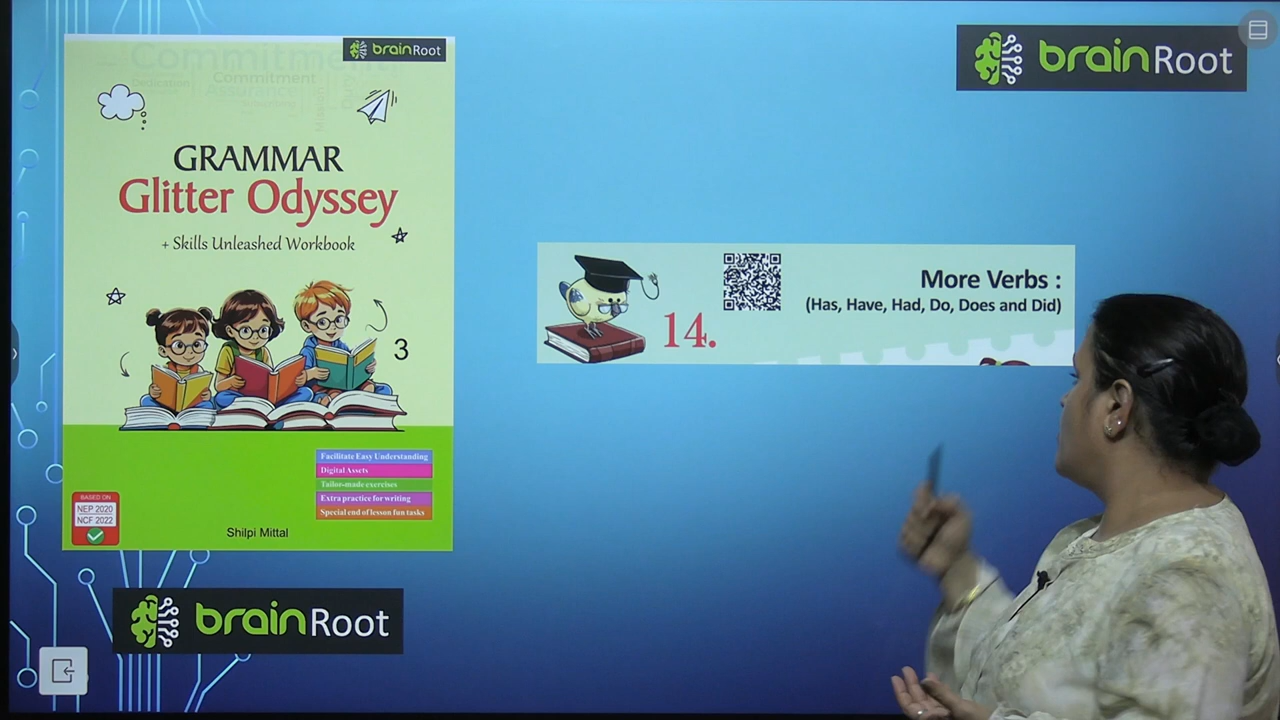 brainRoot
Commitment
Dedication
Commitment
Assurance
GRAMMAR
Glitter Odyssey
+ Skills Unleashed Workbook
3
Facilitate Easy Understanding
Digital Assets
Tailor-made exercises
Extra practice for writing
Special end of lesson fun tasks
BASED ON
NEP 2020
NCF 2022
Shilpi Mittal
brainRoot
brainRoot
14.
More Verbs :
(Has, Have, Had, Do, Does and Did)